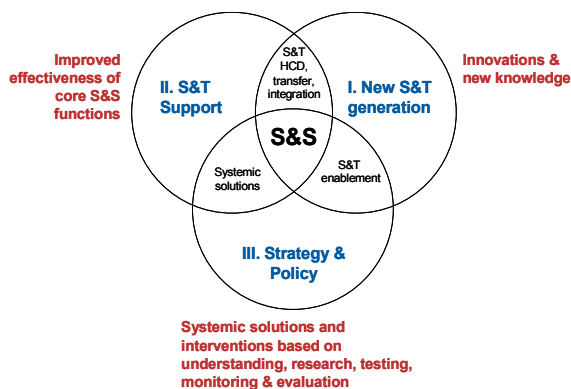 Improved
effectiveness of
core S&S
functions
II. S&T
Support
S&T
HCD,
transfer,
integration
I. New S&T
generation
Innovations &
new knowledge
S&S
Systemic
solutions
S&T
enablement
III. Strategy &
Policy
Systemic solutions and
interventions based on
understanding, research, testing,
monitoring & evaluation